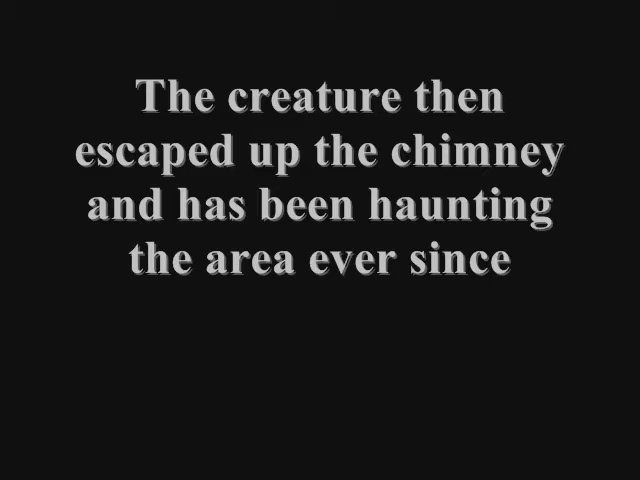 The creature then
escaped up the chimney
and has been haunting
the area ever since